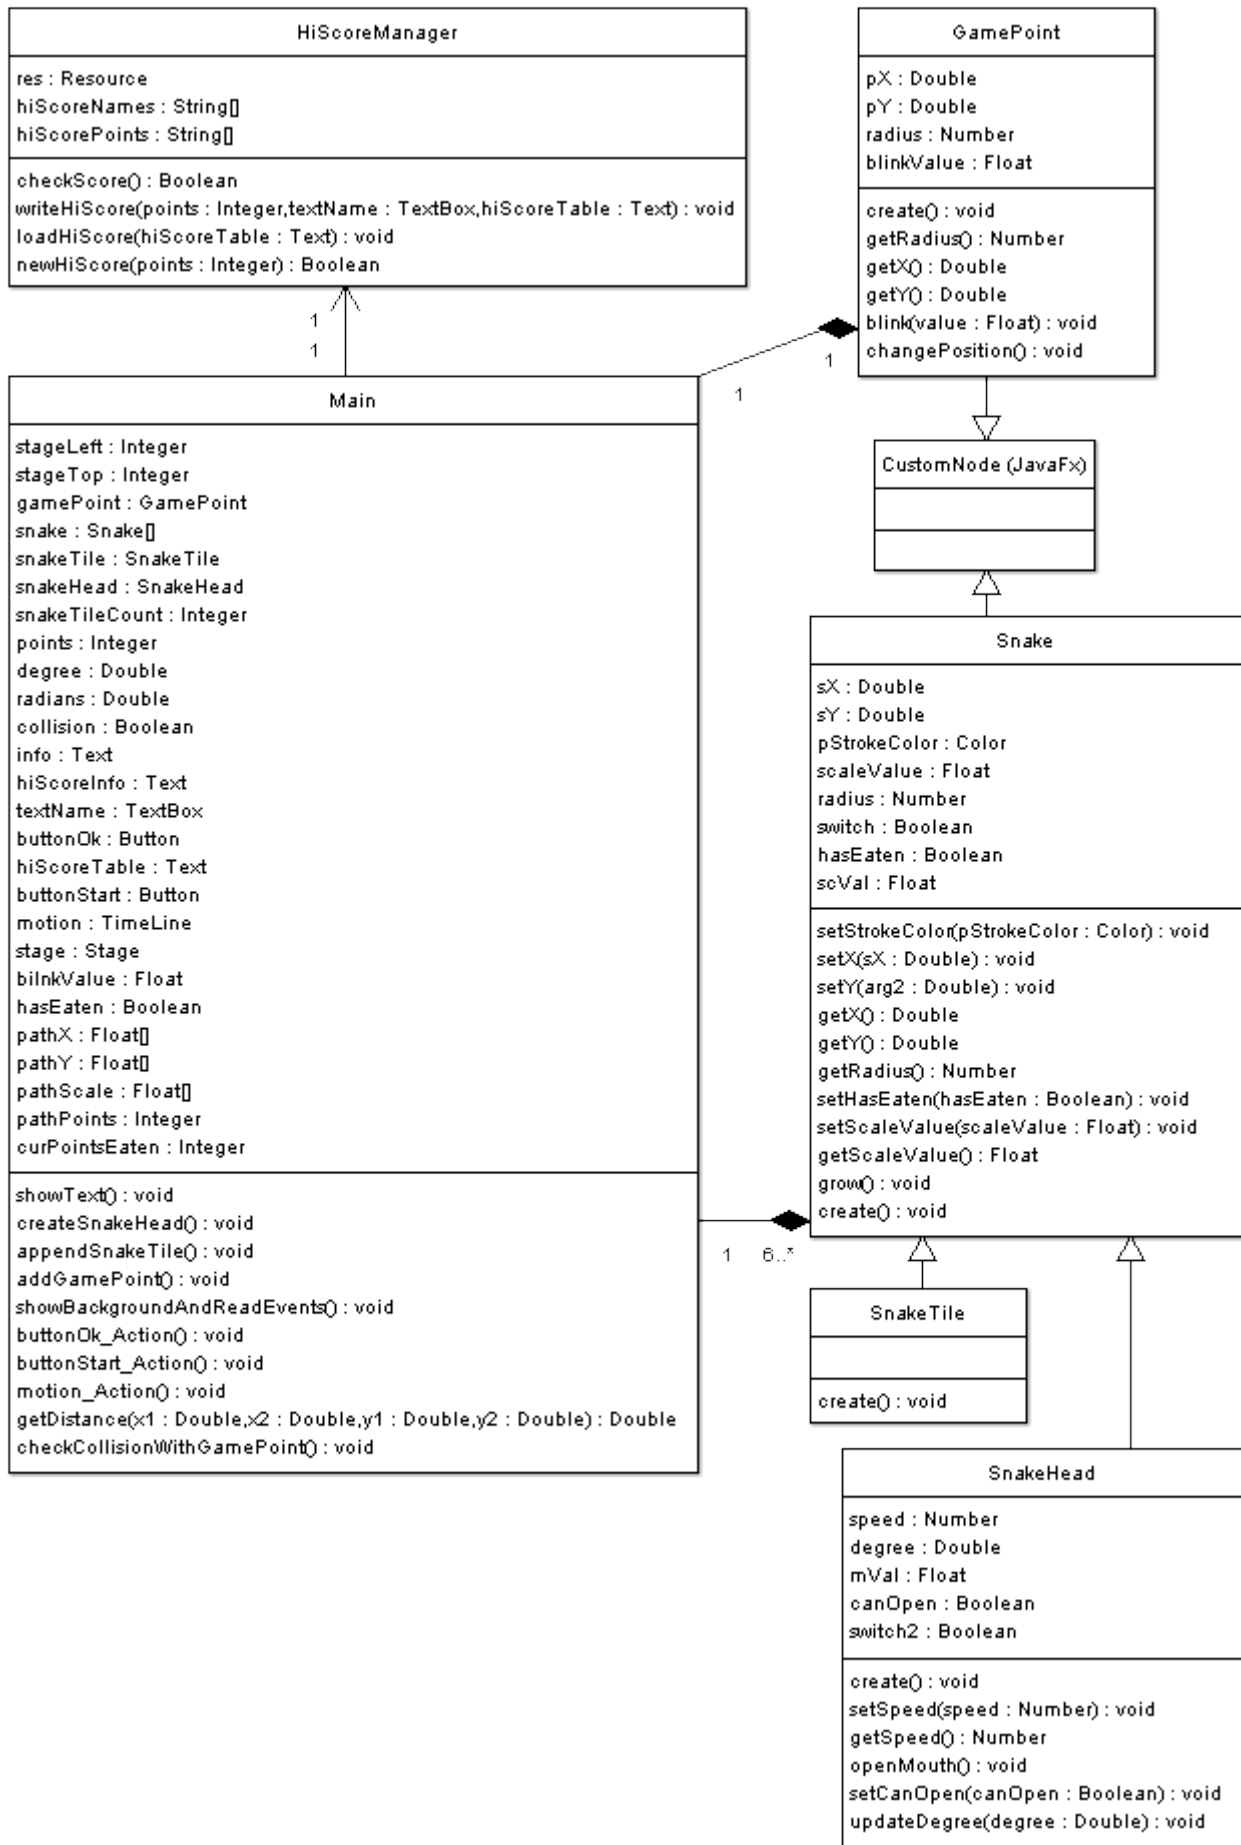 HiScoreManager
res : Resource
hiScoreNames : String[]
hiScorePoints : String[]
checkScore() : Boolean
writeHiScore(points : Integer,textName : TextBox,hiScoreTable : Text) : void
loadHiScore(hiScoreTable : Text) : void
newHiScore(points : Integer) : Boolean
GamePoint
pX : Double
pY : Double
radius : Number
blinkValue : Float
create() : void
getRadius() : Number
getX() : Double
getY() : Double
blink(value : Float) : void
changePosition() : void
1
1
1
1
Main
stageLeft : Integer
stageTop : Integer
gamePoint : GamePoint
snake : Snake[]
snakeTile : SnakeTile
snakeHead : SnakeHead
snakeTileCount : Integer
points : Integer
degree : Double
radians : Double
collision : Boolean
info : Text
hiScoreInfo : Text
textName : TextBox
buttonOk : Button
hiScoreTable : Text
buttonStart : Button
motion : TimeLine
stage : Stage
bilnkValue : Float
hasEaten : Boolean
pathX : Float[]
pathY : Float[]
pathScale : Float[]
pathPoints : Integer
curPointsEaten : Integer
showText() : void
createSnakeHead() : void
appendSnakeTile() : void
addGamePoint() : void
showBackgroundAndReadEvents() : void
buttonOk_Action() : void
buttonStart_Action() : void
motion_Action() : void
getDistance(x1 : Double,x2 : Double,y1 : Double,y2 : Double) : Double
checkCollisionWithGamePoint() : void
CustomNode (JavaFx)
Snake
sX : Double
sY : Double
pStrokeColor : Color
scaleValue : Float
radius : Number
switch : Boolean
hasEaten : Boolean
scVal : Float
setStrokeColor(pStrokeColor : Color) : void
setX(sX : Double) : void
setY(arg2 : Double) : void
getX() : Double
getY() : Double
getRadius() : Number
setHasEaten(hasEaten : Boolean) : void
setScaleValue(scaleValue : Float) : void
getScaleValue() : Float
grow() : void
create() : void
1 6..*
SnakeTile
create() : void
SnakeHead
speed : Number
degree : Double
mVal : Float
canOpen : Boolean
switch2 : Boolean
create() : void
setSpeed(speed : Number) : void
getSpeed() : Number
openMouth() : void
setCanOpen(canOpen : Boolean) : void
updateDegree(degree : Double) : void